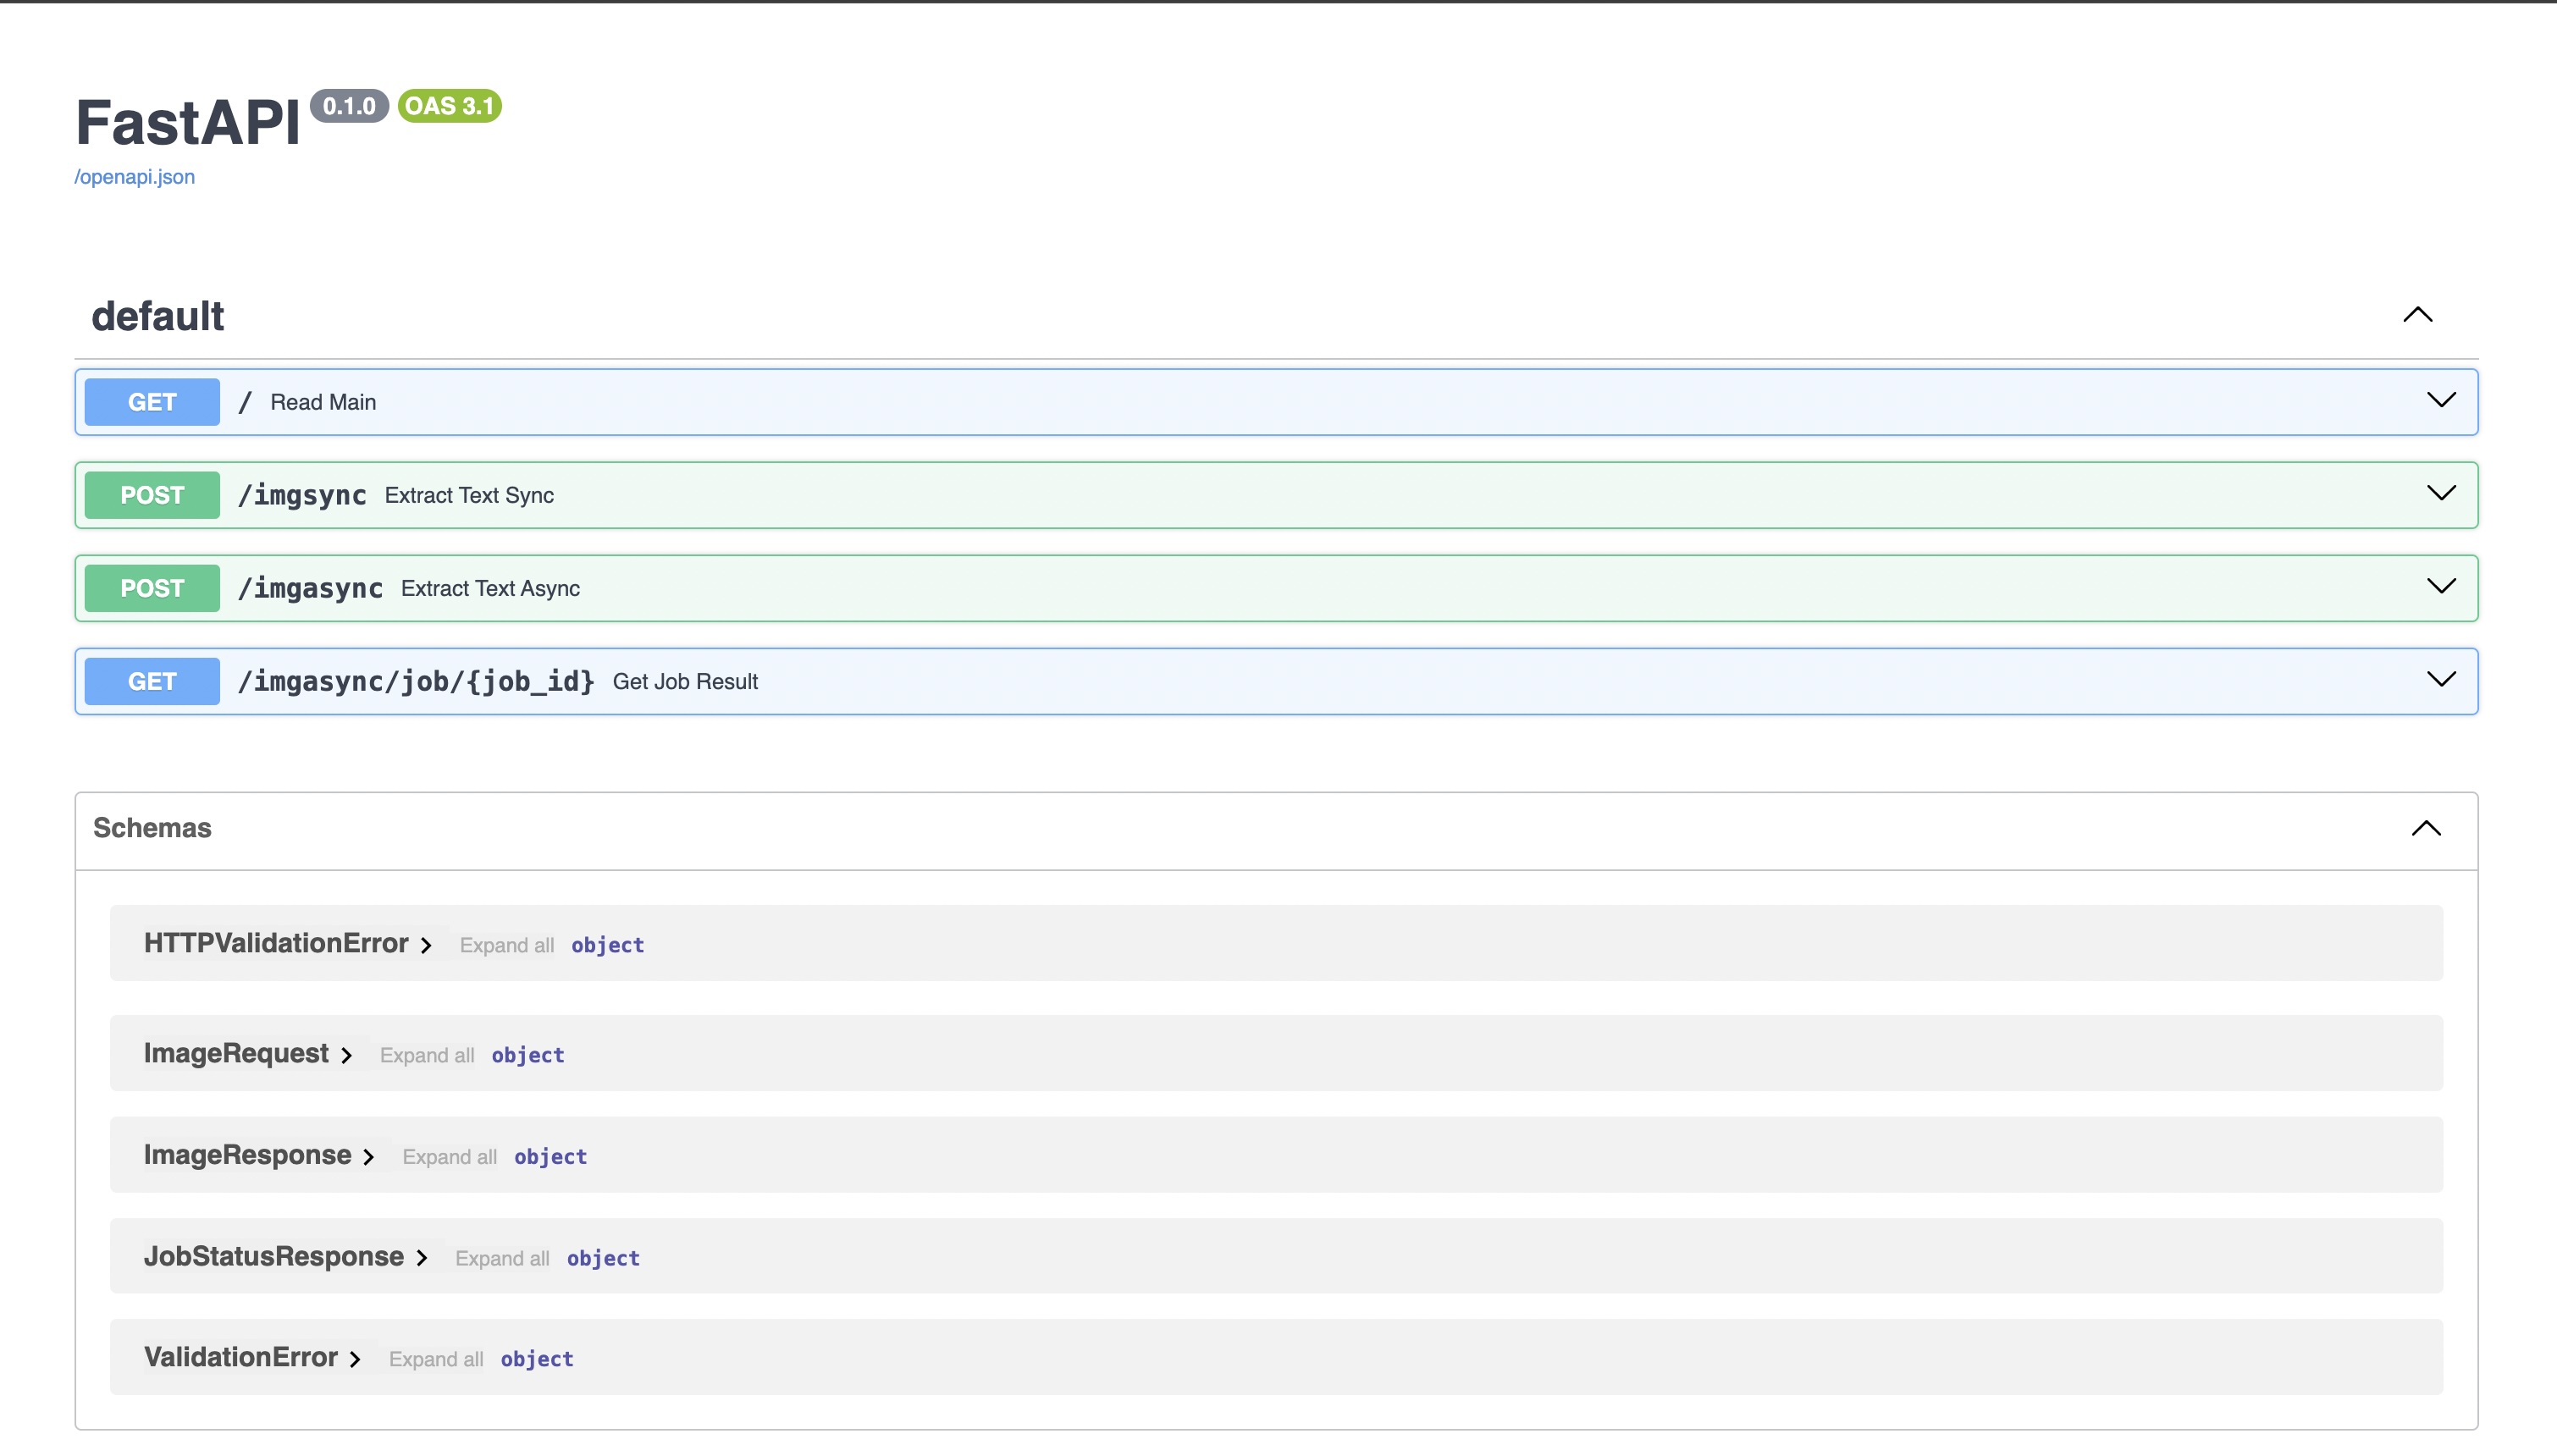 FastAPI 0.1.0 OAS 3.1
/openapi.json
default
GET / Read Main
POST /imgsync Extract Text Sync
POST /imgasync Extract Text Async
GET /imgasync/job/{job_id} Get Job Result
Schemas
HTTPValidationError Expand all object
ImageRequest Expand all object
ImageResponse Expand all object
JobStatusResponse Expand all object
ValidationError Expand all object